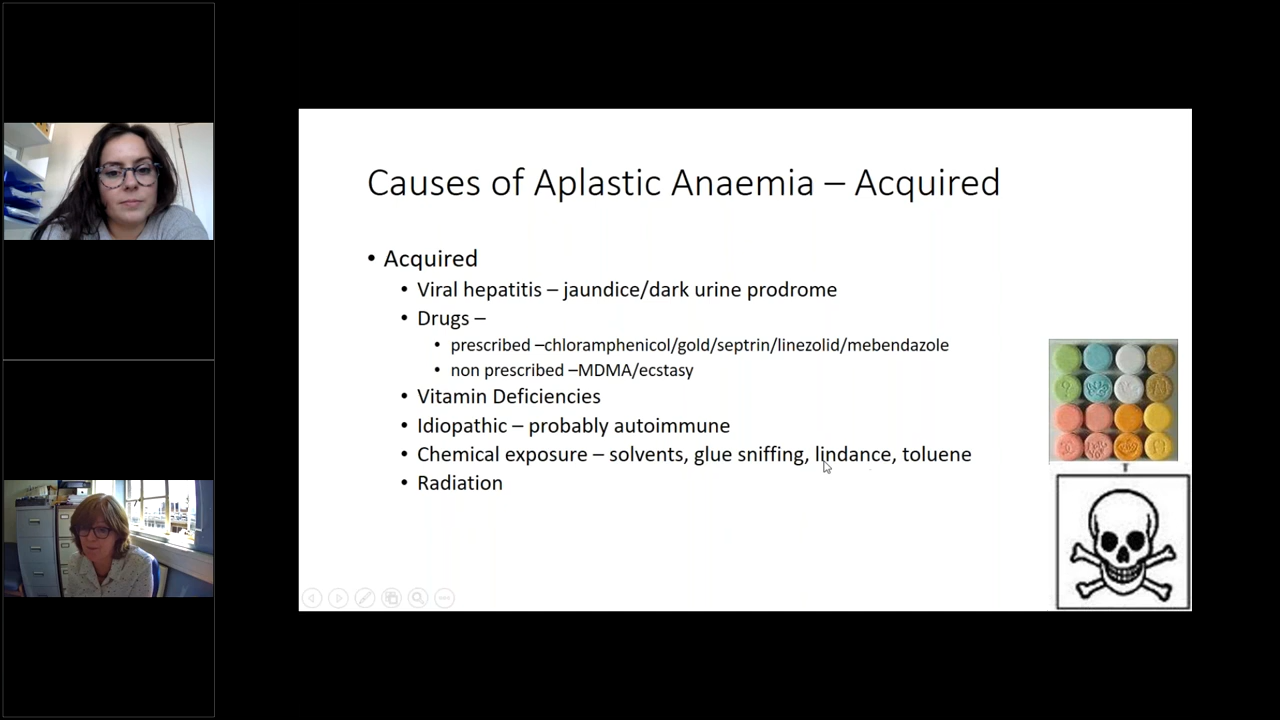 Causes of Aplastic Anaemia – Acquired
• Acquired
• Viral hepatitis – jaundice/dark urine prodrome
• Drugs –
• prescribed –chloramphenicol/gold/septrin/linezolid/mebendazole
• non prescribed –MDMA/ecstasy
• Vitamin Deficiencies
• Idiopathic – probably autoimmune
• Chemical exposure – solvents, glue sniffing, lindance, toluene
• Radiation